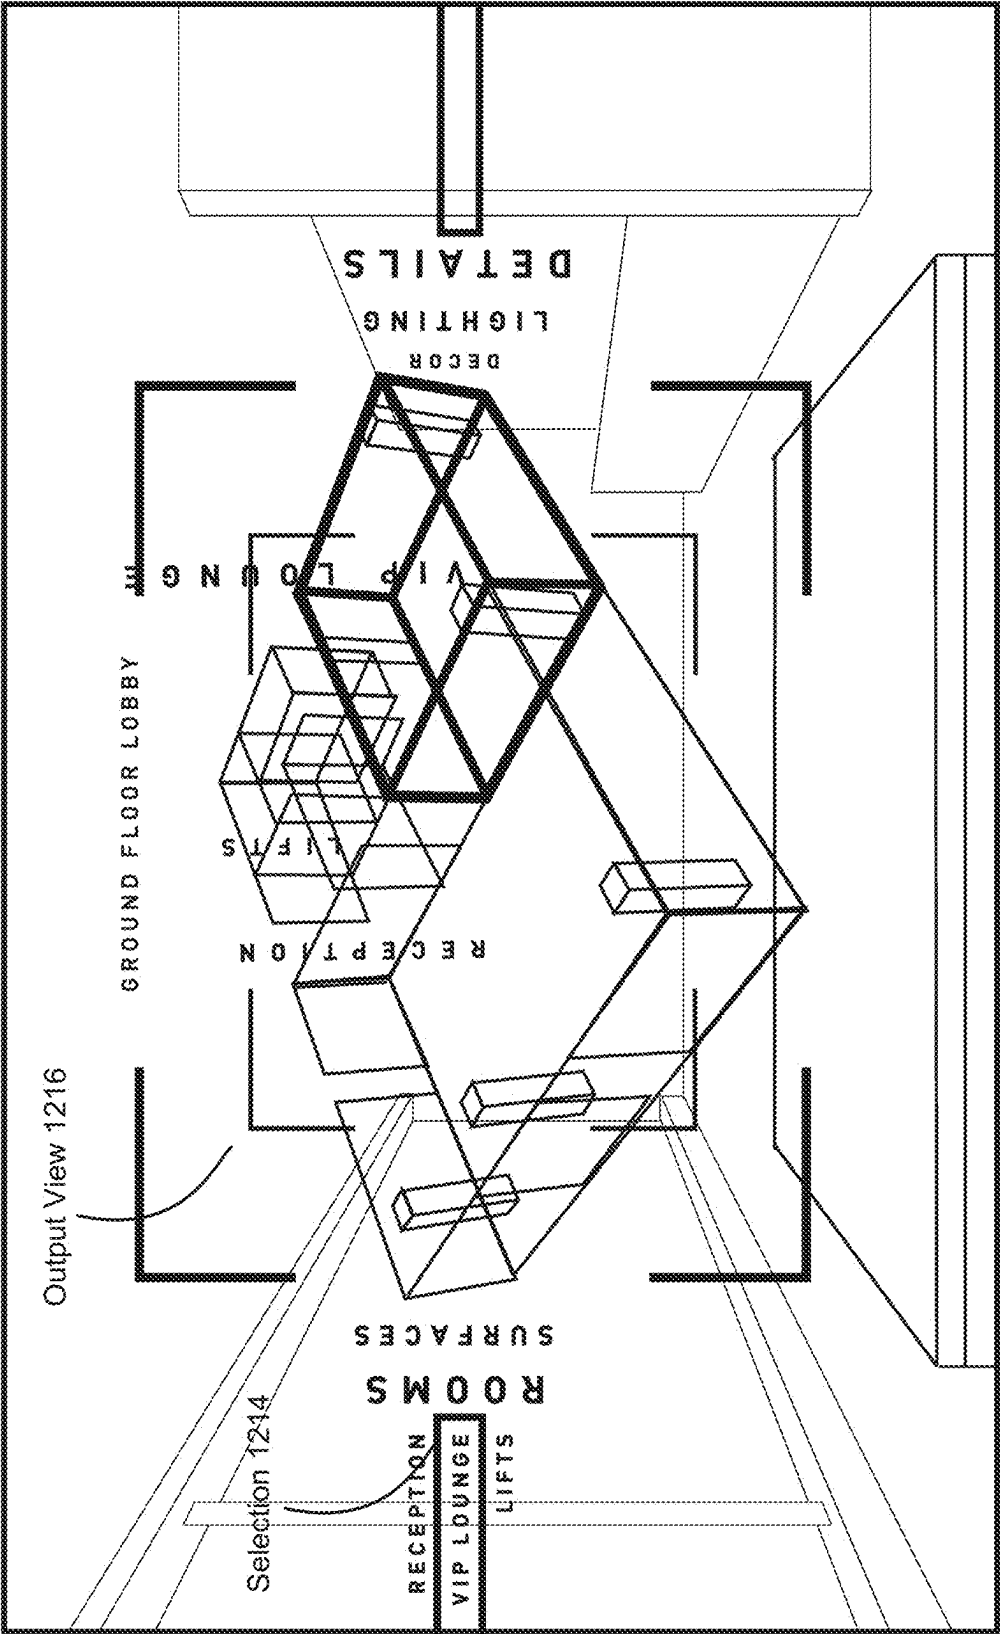 Output View 1216
GROUND FLOOR LOBBY
Selection 1214
RECEPTION
VIP LOUNGE
LIFTS
ROOMS
SURFACES
RECEPTION
LIFTS
VIP LOUNGE
DECOR
LIGHTING
DETAILS